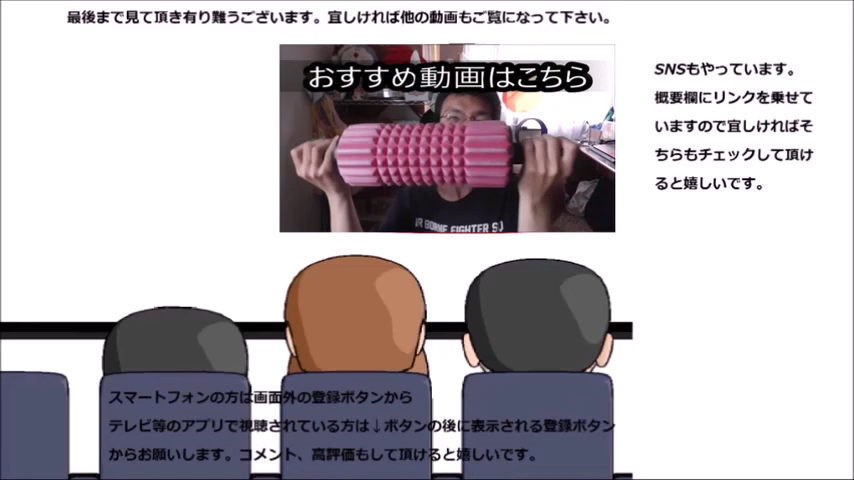 最後まで見て頂き有り難うございます。宜しければ他の動画もご覧になって下さい。
おすすめ動画はこちら
SNSもやっています。
概要欄にリンクを乗せて
いますので宜しければそ
ちらもチェックして頂け
ると嬉しいです。
BORNE FIGHTER
スマートフォンの方は画面外の登録ボタンから
テレビ等のアプリで視聴されている方は↓ボタンの後に表示される登録ボタン
からお願いします。コメント、高評価もして頂けると嬉しいです。